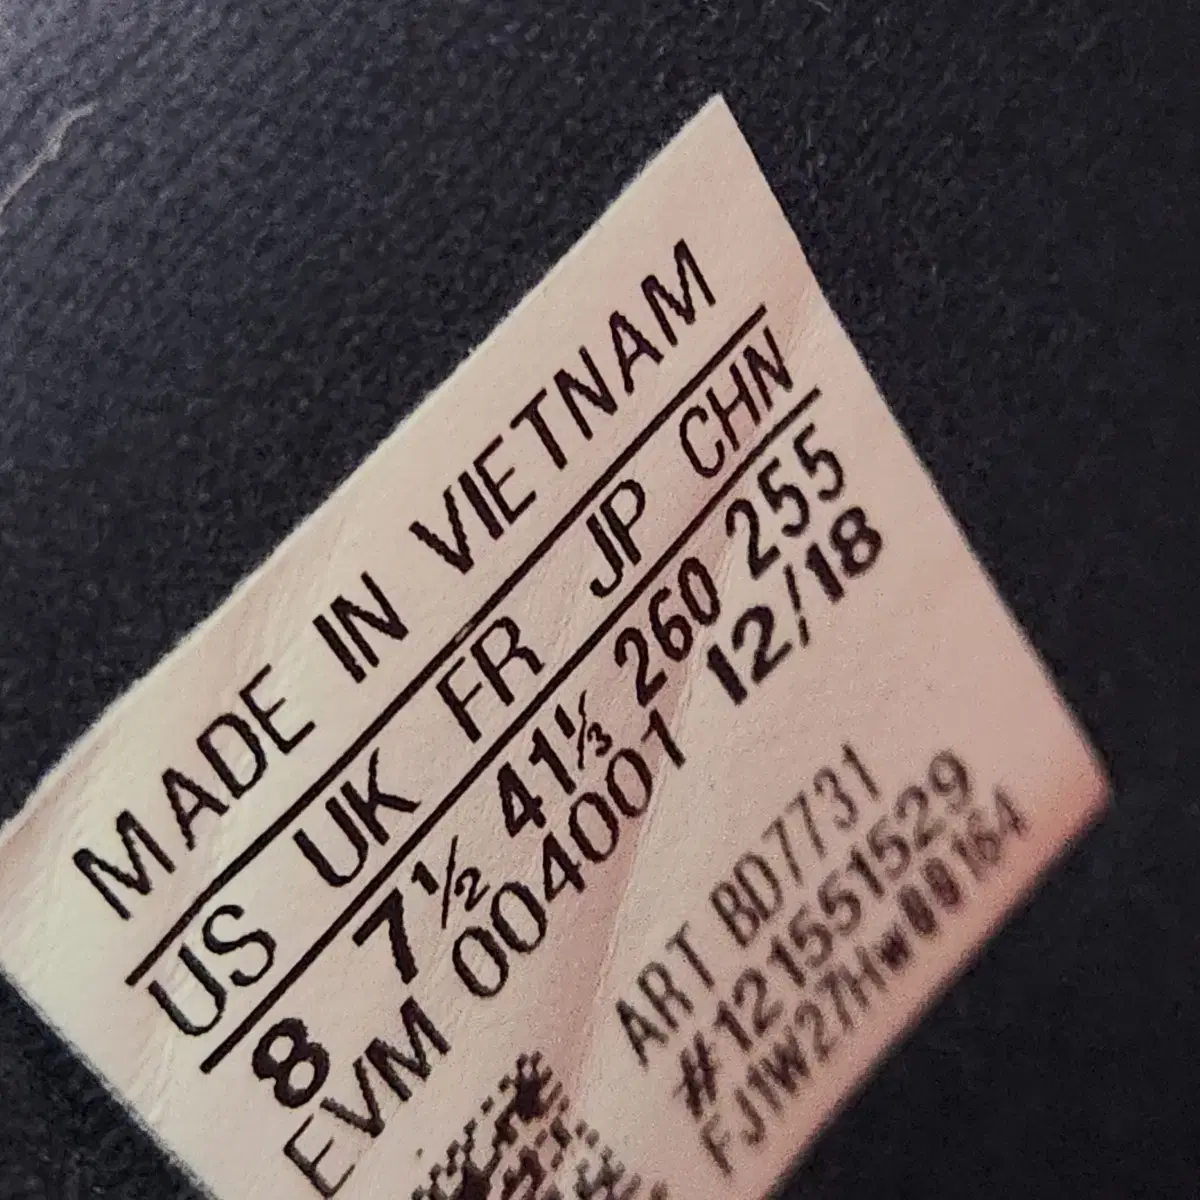 MADE IN VIETNAM
US UK FR JP CHN
8 7½ 41⅓ 260 255
EVM 004001 12/18
ART BD7731
#1215551529